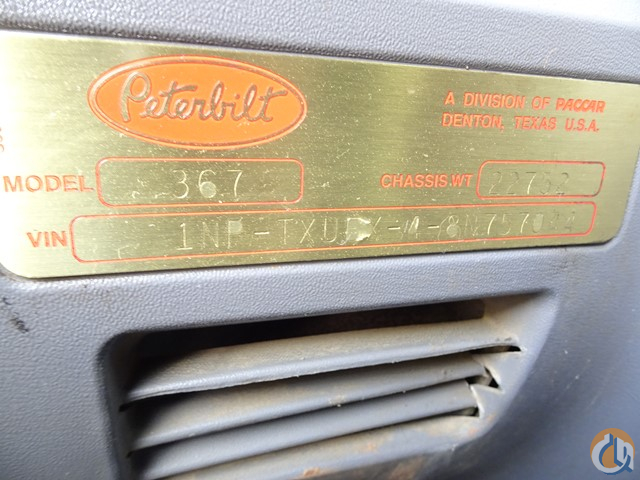 Peterbilt
A DIVISION OF PACCAR
DENTON, TEXAS U.S.A.
MODEL 367
CHASSIS WT
VIN